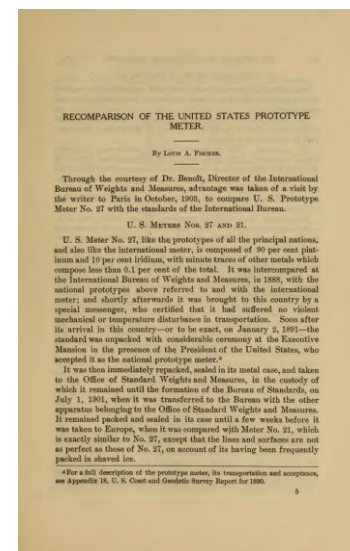 RECOMPARISON OF THE UNITED STATES PROTOTYPE
METER.
By Louis A. Fischer.
Through the courtesy of Dr. Benoît, Director of the International
Bureau of Weights and Measures, advantage was taken of a visit by
the writer to Paris in October, 1903, to compare U. S. Prototype
Meter No. 27 with the standards of the International Bureau.
U. S. Meters Nos. 27 and 21.
U. S. Meter No. 27, like the prototypes of all the principal nations,
and also like the international meter, is composed of 90 per cent plat-
inum and 10 per cent iridium, with minute traces of other metals which
compose less than 0.1 per cent of the total. It was intercompared at
the International Bureau of Weights and Measures, in 1888, with the
national prototypes above referred to and with the international
meter; and shortly afterwards it was brought to this country by a
special messenger, who certified that it had suffered no violent
mechanical or temperature disturbance in transportation. Soon after
its arrival in this country—or to be exact, on January 2, 1891—the
standard was unpacked with considerable ceremony at the Executive
Mansion in the presence of the President of the United States, who
accepted it as the national prototype meter.*
It was then immediately repacked, sealed in its metal case, and taken
to the Office of Standard Weights and Measures, in the custody of
which it remained until the formation of the Bureau of Standards, on
July 1, 1901, when it was transferred to the Bureau with the other
apparatus belonging to the Office of Standard Weights and Measures.
It remained packed and sealed in its case until a few weeks before it
was taken to Europe, when it was compared with Meter No. 21, which
is exactly similar to No. 27, except that the lines and surfaces are not
as perfect as those of No. 27, on account of its having been frequently
packed in shaved ice.
*For a full description of the prototype meter, its transportation and acceptance,
see Appendix 18, U. S. Coast and Geodetic Survey Report for 1890.
5